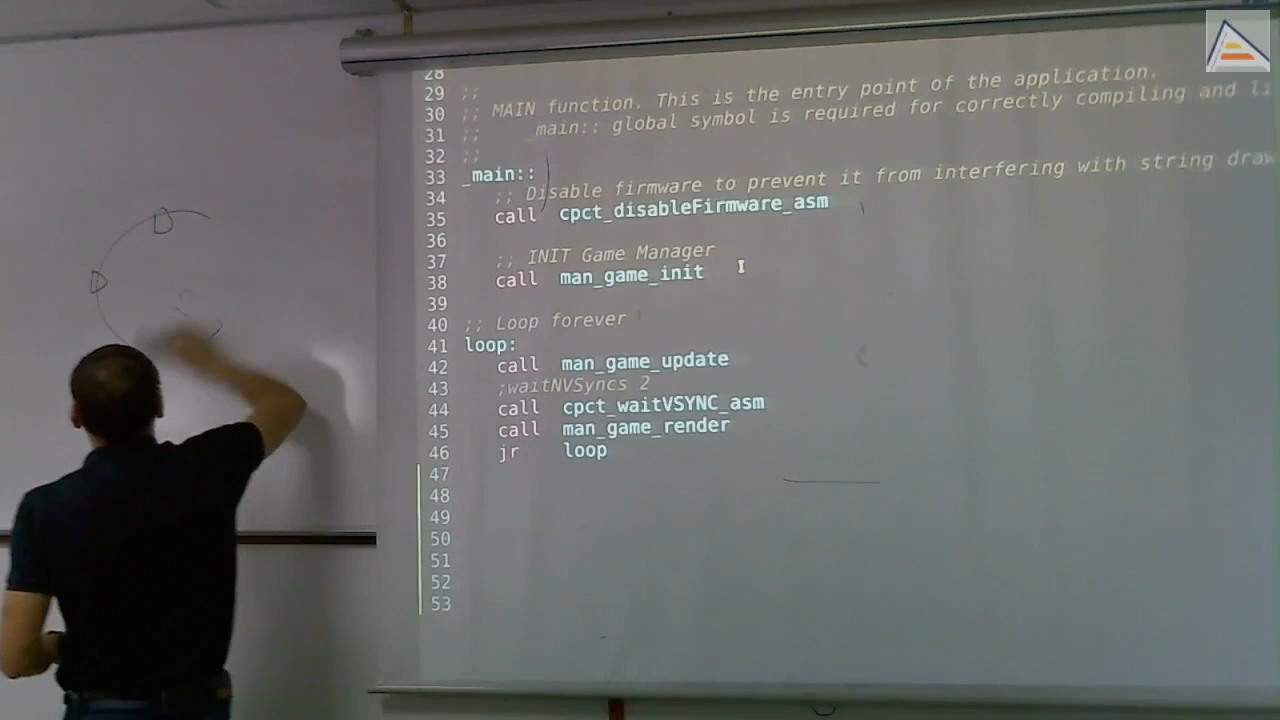 28
29 ;;
30 ;; MAIN function. This is the entry point of the application.
31 ;; _main:: global symbol is required for correctly compiling and li
32 ;;
33 _main::
34 ;; Disable firmware to prevent it from interfering with string draw
35 call cpct_disableFirmware_asm
36
37 ;; INIT Game Manager
38 call man_game_init
39
40 ;; Loop forever
41 loop:
42 call man_game_update
43 ;waitNVSyncs 2
44 call cpct_waitVSYNC_asm
45 call man_game_render
46 jr loop
47
48
49
50
51
52
53